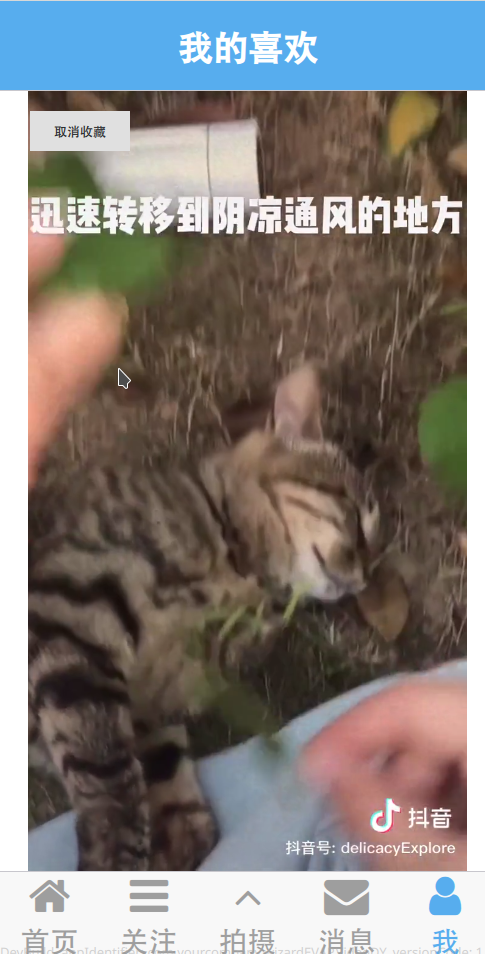 我的喜欢
取消收藏
迅速转移到阴凉通风的地方
抖音
抖音号: delicacyExplore
首页 关注 拍摄 消息 我